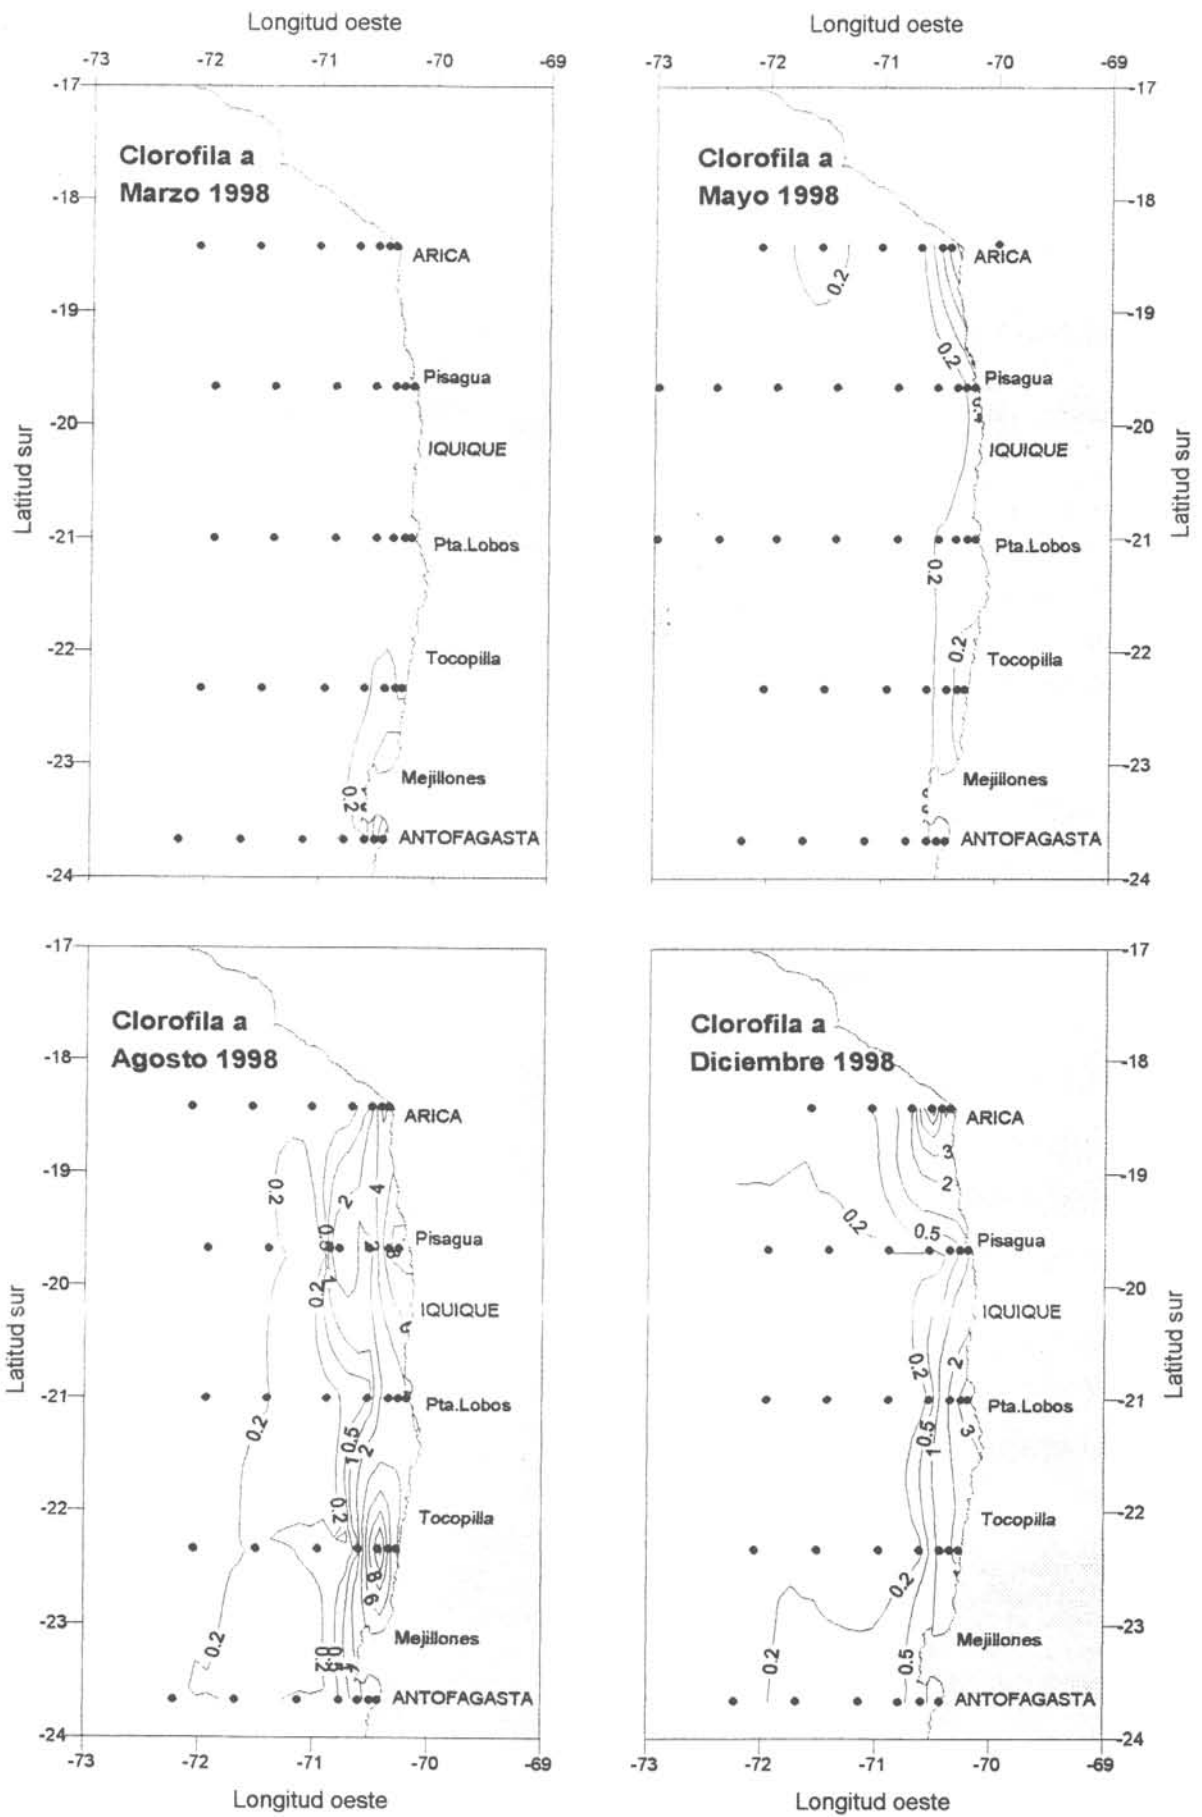 Longitud oeste
-73 -72 -71 -70 -69
-17
Clorofila a
Marzo 1998
-18
ARICA
-19
Pisagua
-20
IQUIQUE
Latitud sur
-21
Pta.Lobos
-22
Tocopilla
-23
Mejillones
0.2
ANTOFAGASTA
-24
Longitud oeste
-73 -72 -71 -70 -69
-17
Clorofila a
Mayo 1998
-18
ARICA
0.2
-19
0.2
Pisagua
-20
IQUIQUE
Latitud sur
-21
Pta.Lobos
0.2
0.2
-22
Tocopilla
-23
Mejillones
ANTOFAGASTA
-24
-17
Clorofila a
Agosto 1998
-18
ARICA
-19
0.2
2
4
Pisagua
-20
0.2
IQUIQUE
Latitud sur
-21
Pta.Lobos
0.2
1
0.5
2
-22
0.2
Tocopilla
8
6
-23
0.2
Mejillones
0.2
ANTOFAGASTA
-24
-73 -72 -71 -70 -69
Longitud oeste
-17
Clorofila a
Diciembre 1998
-18
ARICA
3
-19
2
0.2
0.5
Pisagua
-20
IQUIQUE
Latitud sur
0.2
2
-21
Pta.Lobos
0.5
1
3
-22
Tocopilla
0.2
-23
Mejillones
0.2
0.5
ANTOFAGASTA
-24
-73 -72 -71 -70 -69
Longitud oeste